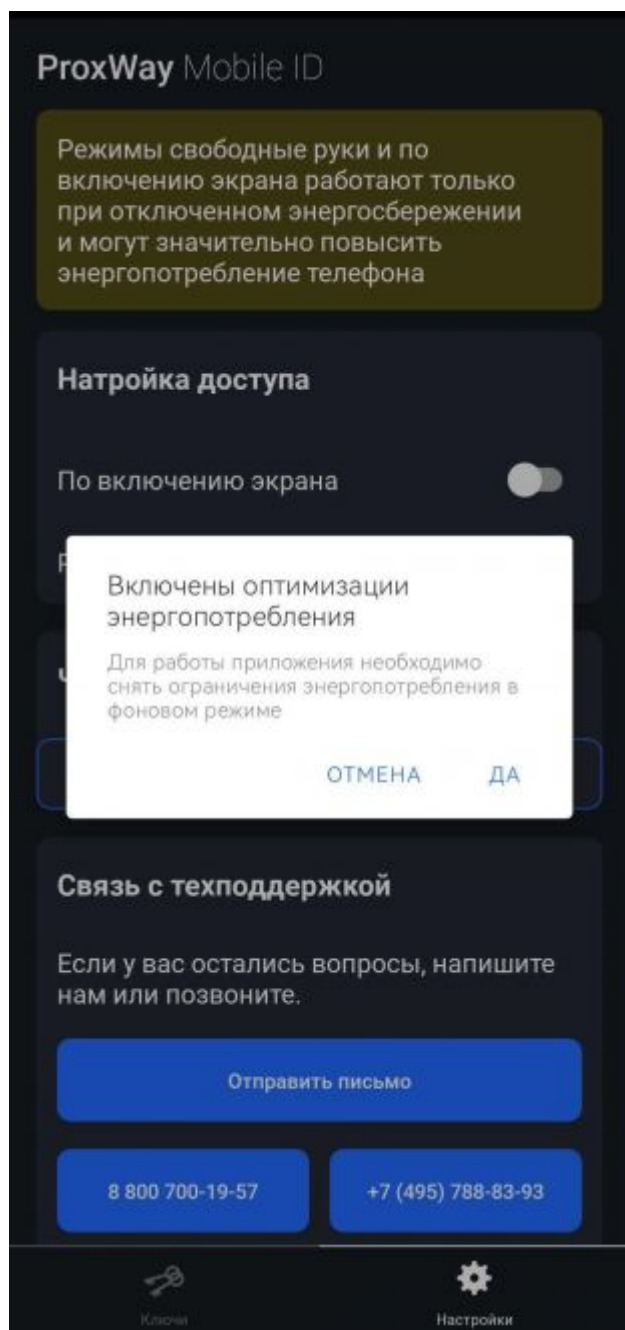 ProxWay Mobile ID
Режимы свободные руки и по
включению экрана работают только
при отключенном энергосбережении
и могут значительно повысить
энергопотребление телефона
Натройка доступа
По включению экрана
Включены оптимизации
энергопотребления
Для работы приложения необходимо
снять ограничения энергопотребления в
фоновом режиме
ОТМЕНА ДА
Связь с техподдержкой
Если у вас остались вопросы, напишите
нам или позвоните.
Отправить письмо
8 800 700-19-57 +7 (495) 788-83-93
Ключи Настройки